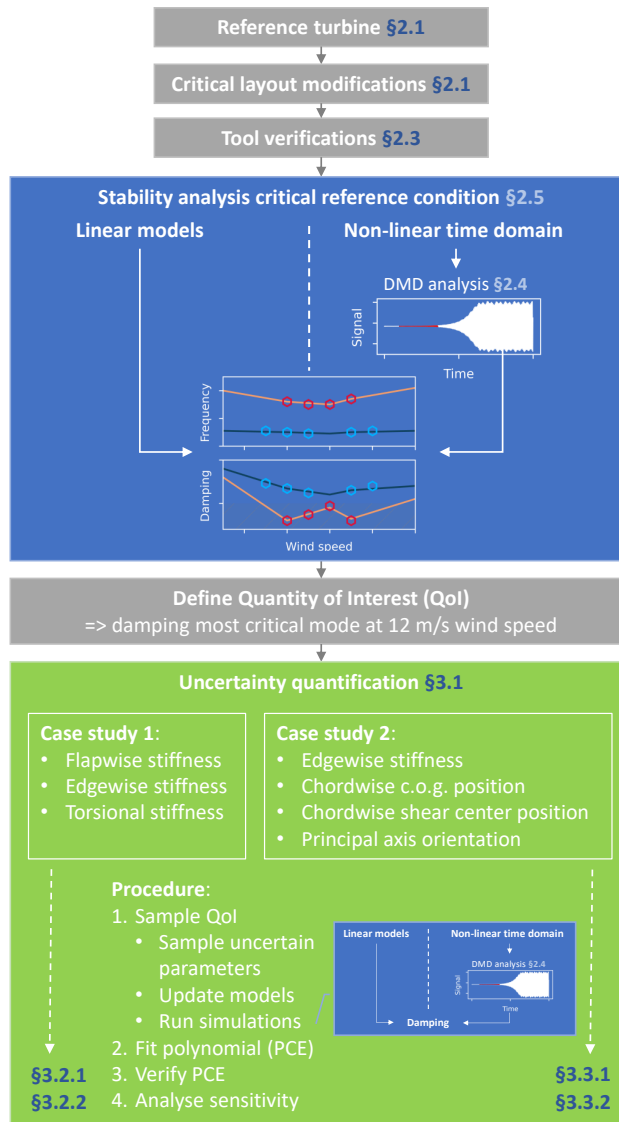 Reference turbine §2.1
Critical layout modifications §2.1
Tool verifications §2.3
Stability analysis critical reference condition §2.5
Linear models
Non-linear time domain
DMD analysis §2.4
Signal
Time
Frequency
Damping
Wind speed
Define Quantity of Interest (QoI)
=> damping most critical mode at 12 m/s wind speed
Uncertainty quantification §3.1
Case study 1:
• Flapwise stiffness
• Edgewise stiffness
• Torsional stiffness
Case study 2:
• Edgewise stiffness
• Chordwise c.o.g. position
• Chordwise shear center position
• Principal axis orientation
Procedure:
1. Sample QoI
• Sample uncertain
parameters
• Update models
• Run simulations
2. Fit polynomial (PCE)
3. Verify PCE
4. Analyse sensitivity
Linear models
Non-linear time domain
DMD analysis §2.4
Signal
Time
Damping
§3.2.1
§3.2.2
§3.3.1
§3.3.2